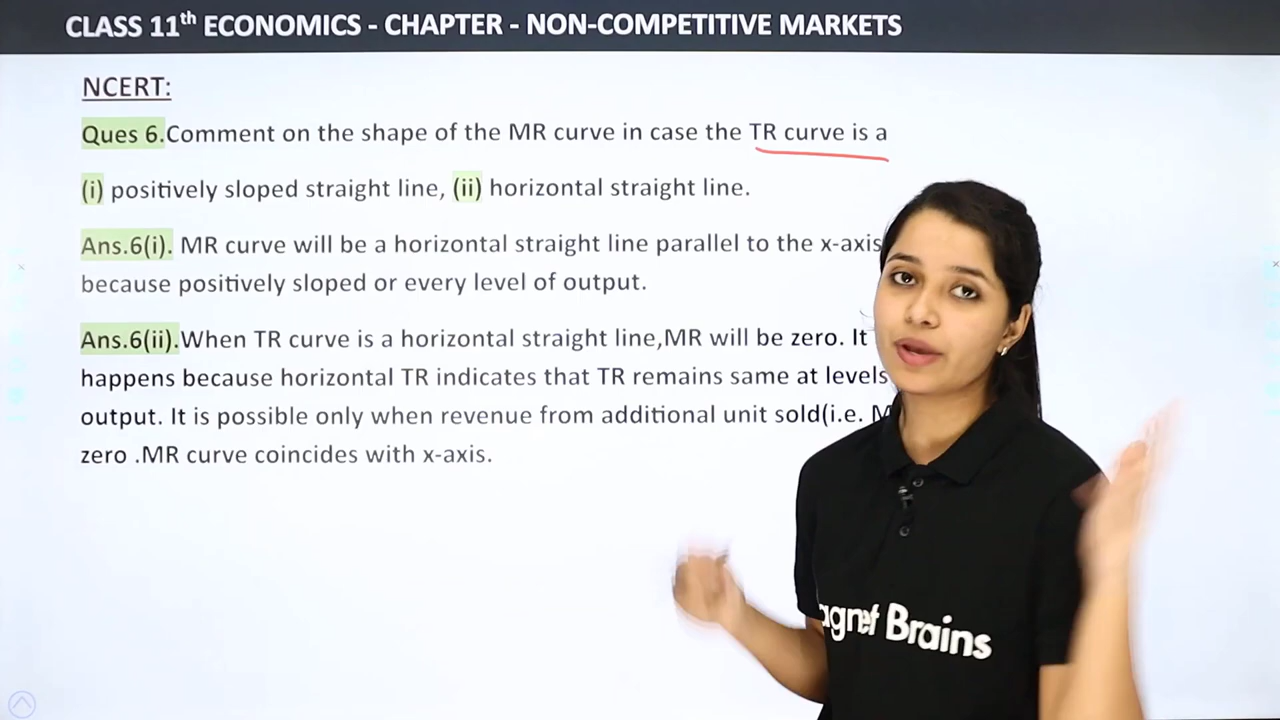 CLASS 11th ECONOMICS - CHAPTER - NON-COMPETITIVE MARKETS
NCERT:
Ques 6.Comment on the shape of the MR curve in case the TR curve is a
(i) positively sloped straight line, (ii) horizontal straight line.
Ans.6(i). MR curve will be a horizontal straight line parallel to the x-axis
because positively sloped or every level of output.
Ans.6(ii).When TR curve is a horizontal straight line,MR will be zero. It
happens because horizontal TR indicates that TR remains same at levels
output. It is possible only when revenue from additional unit sold(i.e.
zero .MR curve coincides with x-axis.
agnet Brains